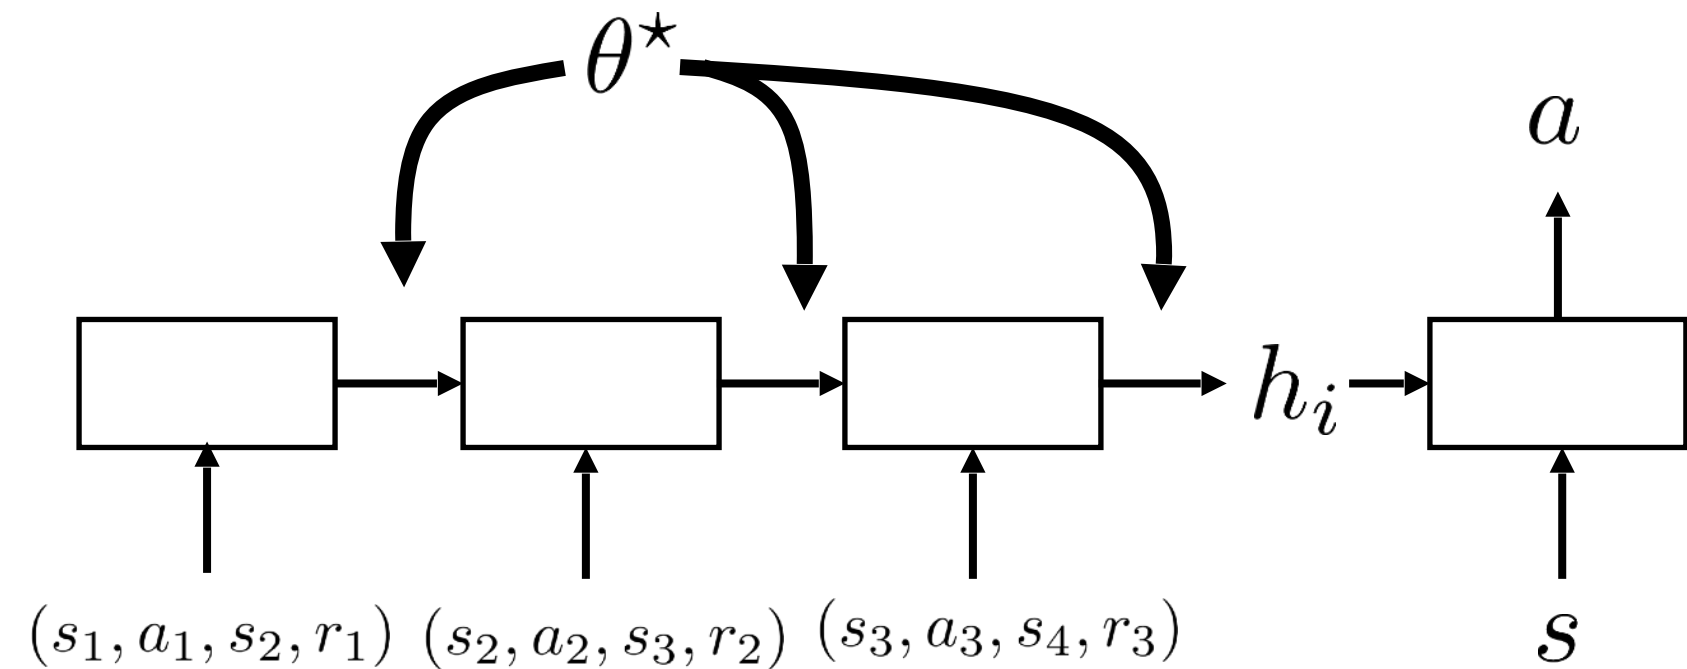 θ⋆
a
h_i
(s_1, a_1, s_2, r_1) (s_2, a_2, s_3, r_2) (s_3, a_3, s_4, r_3) s